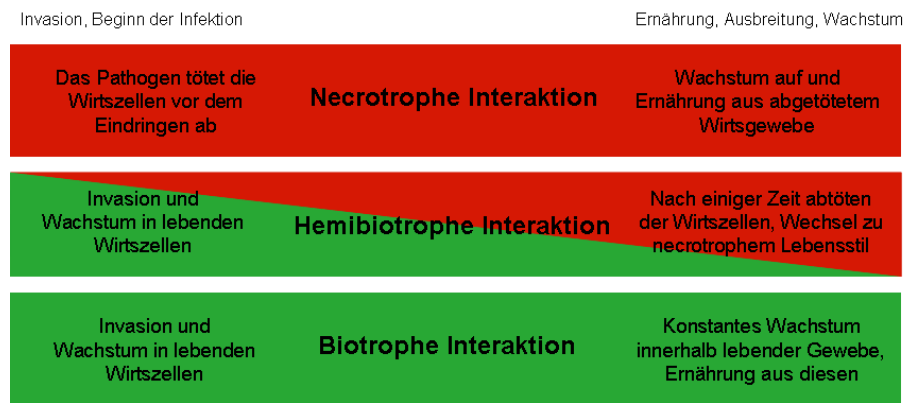 Invasion, Beginn der Infektion
Ernährung, Ausbreitung, Wachstum
Das Pathogen tötet die
Wirtszellen vor dem
Eindringen ab
Necrotrophe Interaktion
Wachstum auf und
Ernährung aus abgetötetem
Wirtsgewebe
Invasion und
Wachstum in lebenden
Wirtszellen
Hemibiotrophe Interaktion
Nach einiger Zeit abtöten
der Wirtszellen, Wechsel zu
necrotrophem Lebensstil
Invasion und
Wachstum in lebenden
Wirtszellen
Biotrophe Interaktion
Konstantes Wachstum
innerhalb lebender Gewebe,
Ernährung aus diesen